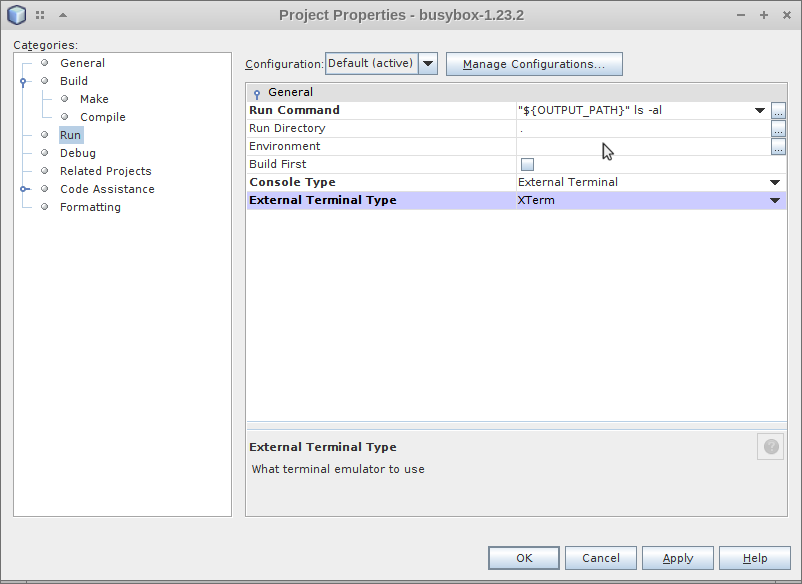 Project Properties - busybox-1.23.2
Categories:
General
Build
Make
Compile
Run
Debug
Related Projects
Code Assistance
Formatting
Configuration: Default (active) Manage Configurations...
General
Run Command "${OUTPUT_PATH}" ls -al ...
Run Directory . ...
Environment ...
Build First
Console Type External Terminal
External Terminal Type XTerm
External Terminal Type
?
What terminal emulator to use
OK Cancel Apply Help